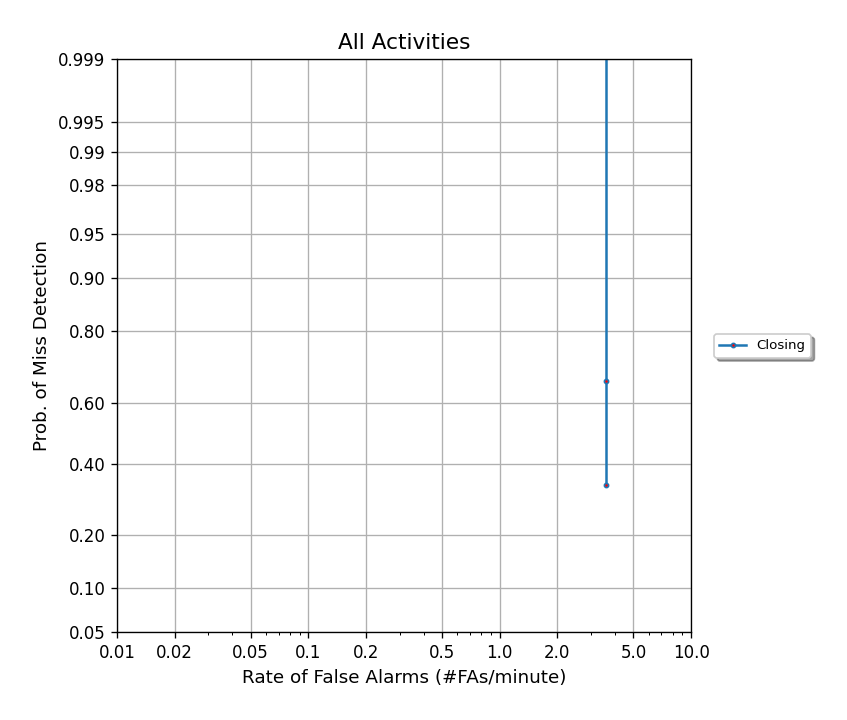 All Activities
0.999
0.995
0.99
0.98
0.95
0.90
0.80
0.60
0.40
0.20
0.10
0.05
Prob. of Miss Detection
0.01 0.02 0.05 0.1 0.2 0.5 1.0 2.0 5.0 10.0
Rate of False Alarms (#FAs/minute)
Closing